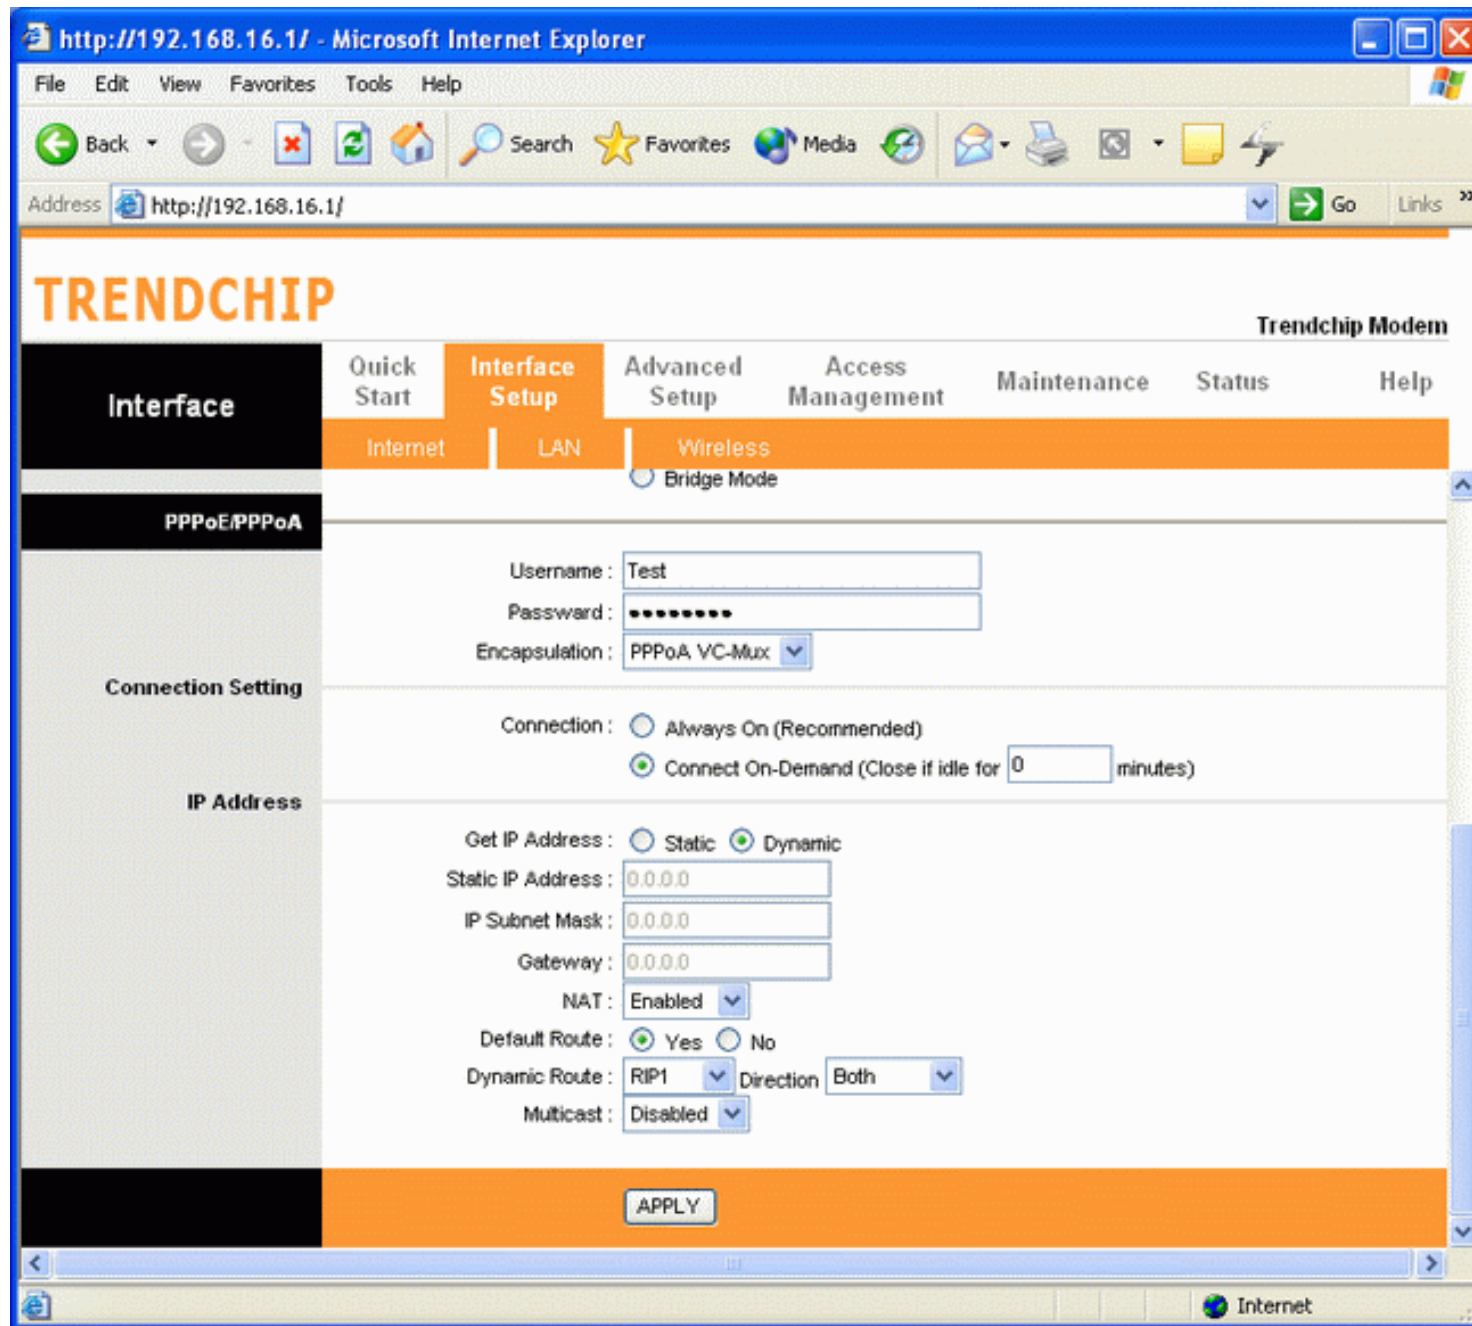 http://192.168.16.1/ - Microsoft Internet Explorer
File Edit View Favorites Tools Help
Back Search Favorites Media
Address http://192.168.16.1/ Go Links »
TRENDCHIP
Trendchip Modem
Interface
Quick Start Interface Setup Advanced Setup Access Management Maintenance Status Help
Internet LAN Wireless
Bridge Mode
PPPoE/PPPoA
Username : Test
Passward : ••••••••
Encapsulation : PPPoA VC-Mux
Connection Setting
Connection : Always On (Recommended)
Connect On-Demand (Close if idle for 0 minutes)
IP Address
Get IP Address : Static Dynamic
Static IP Address : 0.0.0.0
IP Subnet Mask : 0.0.0.0
Gateway : 0.0.0.0
NAT : Enabled
Default Route : Yes No
Dynamic Route : RIP1 Direction Both
Multicast : Disabled
APPLY
Internet